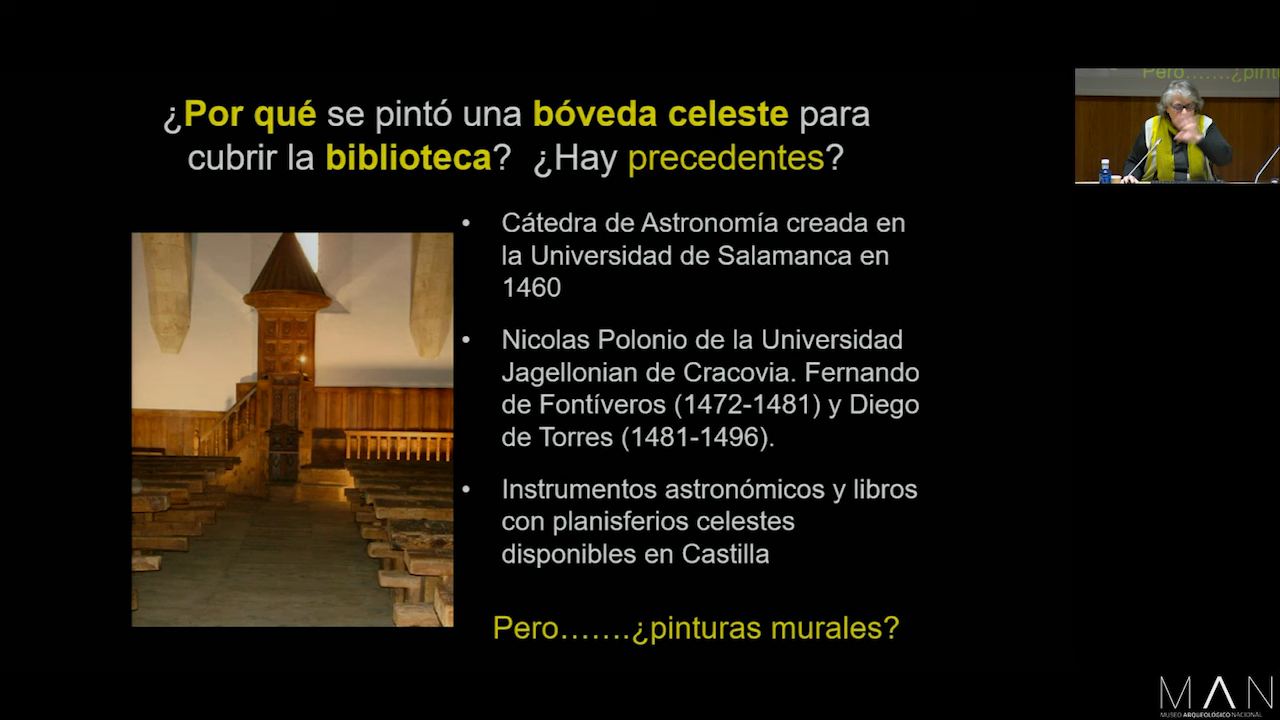 ¿Por qué se pintó una bóveda celeste para
cubrir la biblioteca? ¿Hay precedentes?
• Cátedra de Astronomía creada en
la Universidad de Salamanca en
1460
• Nicolas Polonio de la Universidad
Jagellonian de Cracovia. Fernando
de Fontíveros (1472-1481) y Diego
de Torres (1481-1496).
• Instrumentos astronómicos y libros
con planisferios celestes
disponibles en Castilla
Pero…….¿pinturas murales?
Pero…….¿pintu
MAN
MUSEO ARQUEOLÓGICO NACIONAL